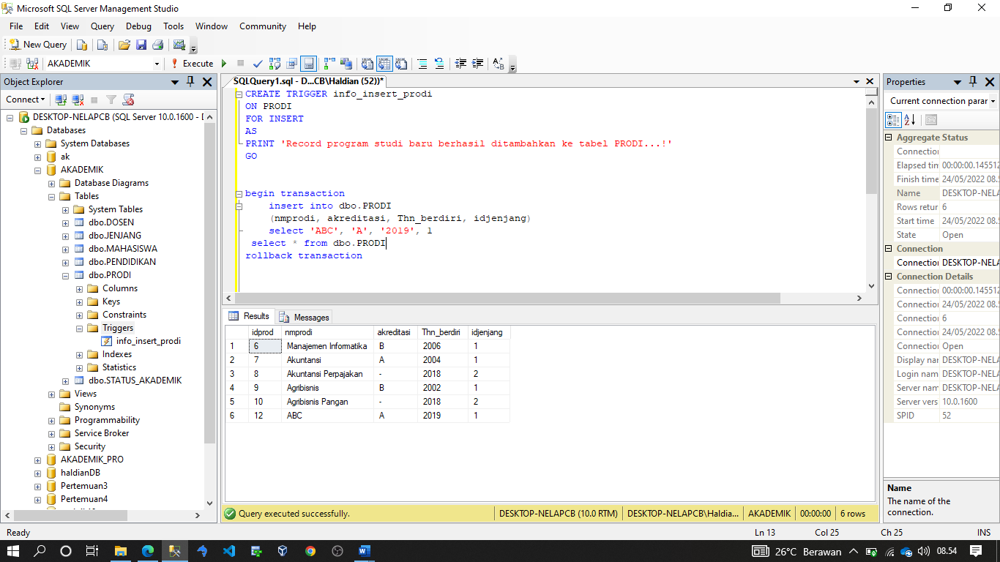 Microsoft SQL Server Management Studio
File Edit View Query Debug Tools Window Community Help
New Query
AKADEMIK
Execute
Object Explorer
Connect
DESKTOP-NELAPCB (SQL Server 10.0.1600 - D
Databases
System Databases
ak
AKADEMIK
Database Diagrams
Tables
System Tables
dbo.DOSEN
dbo.JENJANG
dbo.MAHASISWA
dbo.PENDIDIKAN
dbo.PRODI
Columns
Keys
Constraints
Triggers
info_insert_prodi
Indexes
Statistics
dbo.STATUS_AKADEMIK
Views
Synonyms
Programmability
Service Broker
Security
AKADEMIK_PRO
haldianDB
Pertemuan3
Pertemuan4
SQLQuery1.sql - D...CB\Haldian (52))*
CREATE TRIGGER info_insert_prodi
ON PRODI
FOR INSERT
AS
PRINT 'Record program studi baru berhasil ditambahkan ke tabel PRODI...!'
GO
begin transaction
insert into dbo.PRODI
(nmprodi, akreditasi, Thn_berdiri, idjenjang)
select 'ABC', 'A', '2019', 1
select * from dbo.PRODI
rollback transaction
Results Messages
idprod nmprodi akreditasi Thn_berdiri idjenjang
1 6 Manajemen Informatika B 2006 1
2 7 Akuntansi A 2004 1
3 8 Akuntansi Perpajakan - 2018 2
4 9 Agribisnis B 2002 1
5 10 Agribisnis Pangan - 2018 2
6 12 ABC A 2019 1
Query executed successfully. DESKTOP-NELAPCB (10.0 RTM) DESKTOP-NELAPCB\Haldia... AKADEMIK 00:00:00 6 rows
Properties
Current connection parar
Aggregate Status
Connection
Elapsed tim 00:00:00.145512
Finish time 24/05/2022 08.5
Name DESKTOP-NELA
Rows retur 6
Start time 24/05/2022 08.5
State Open
Connection
Connection DESKTOP-NELA
Connection Details
Connection 00:00:00.145512
Connection 24/05/2022 08.5
Connection 6
Connection 24/05/2022 08.5
Connection Open
Display nar DESKTOP-NELA
Login name DESKTOP-NELA
Server nam DESKTOP-NELA
Server vers 10.0.1600
SPID 52
Name
The name of the
connection.
Ready Ln 13 Col 25 Ch 25 INS
26°C Berawan 08.54